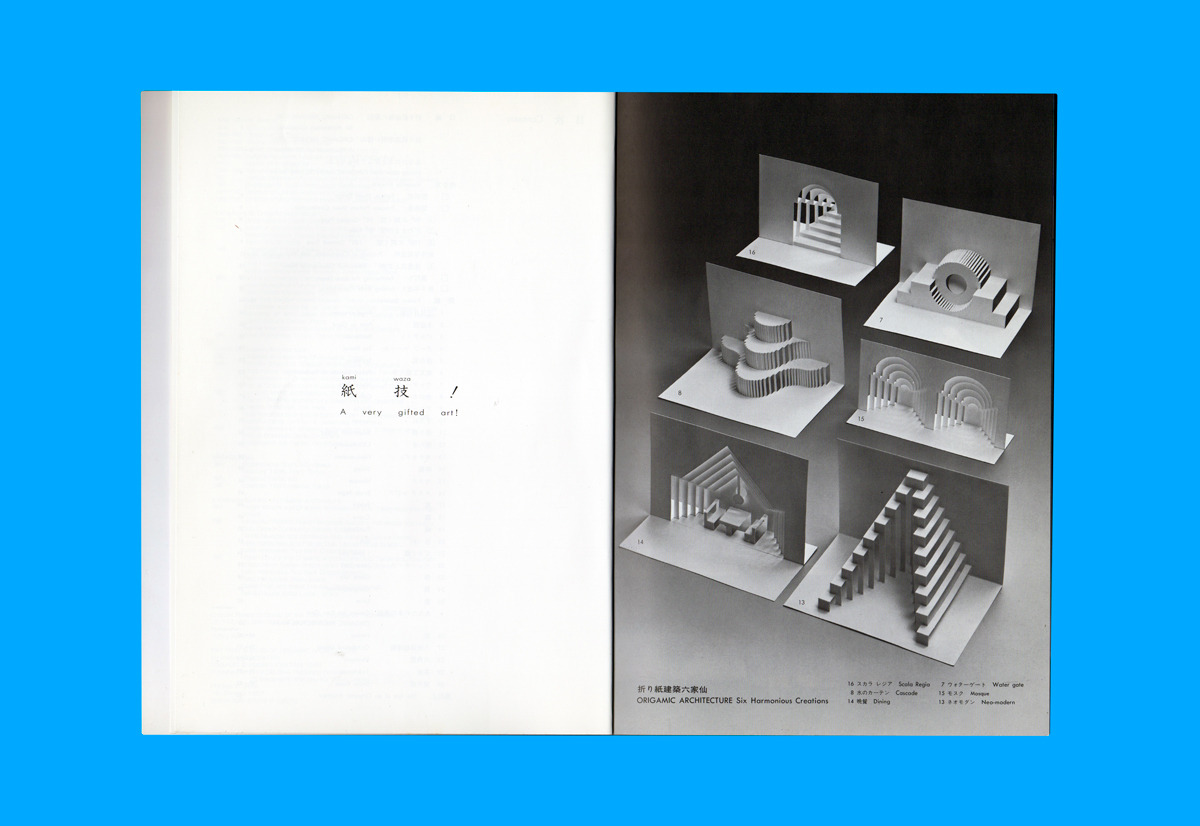 kami waza
紙 技 !
A very gifted art!
16
7
8
15
14
13
折り紙建築六家仙
ORIGAMIC ARCHITECTURE Six Harmonious Creations
16 スカラ レジア Scala Regia 7 ウォターゲート Water gate
8 水のカーテン Cascade 15 モスク Mosque
14 晩餐 Dining 13 ネオモダン Neo-modern